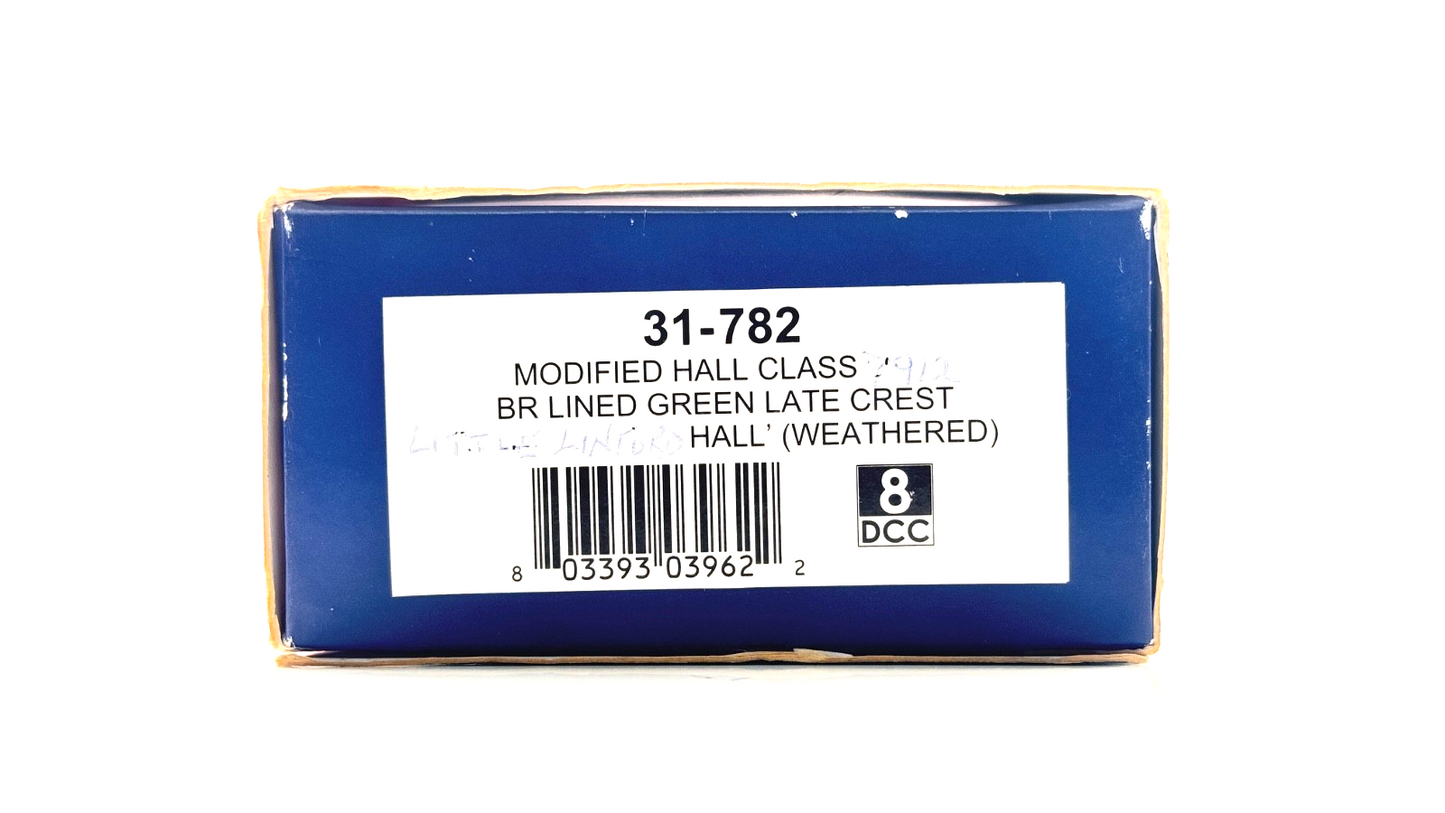 31-782
MODIFIED HALL CLASS 7912
BR LINED GREEN LATE CREST
LITTLE LINFORD HALL' (WEATHERED)
8 03393 03962 2
8
DCC